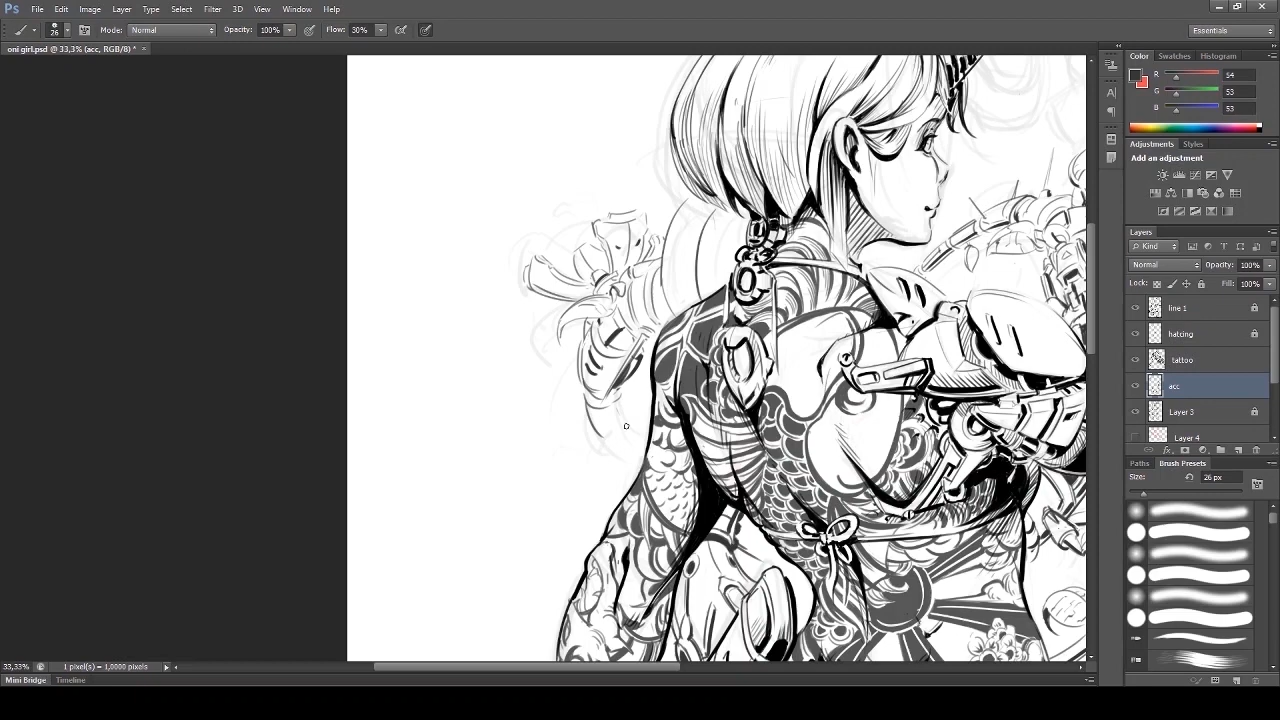 Ps File Edit Image Layer Type Select Filter 3D View Window Help
26 Mode: Normal Opacity: 100% Flow: 30% Essentials
oni girl.psd @ 33,3% (acc, RGB/8) * ×
Color Swatches Histogram
R 54
G 53
B 53
Adjustments Styles
Add an adjustment
Layers
Kind
Normal Opacity: 100%
Lock: Fill: 100%
line 1
hatcing
tattoo
acc
Layer 3
Layer 4
Paths Brush Presets
Size: 26 px
33,33% 1 pixel(s) = 1,0000 pixels
Mini Bridge Timeline